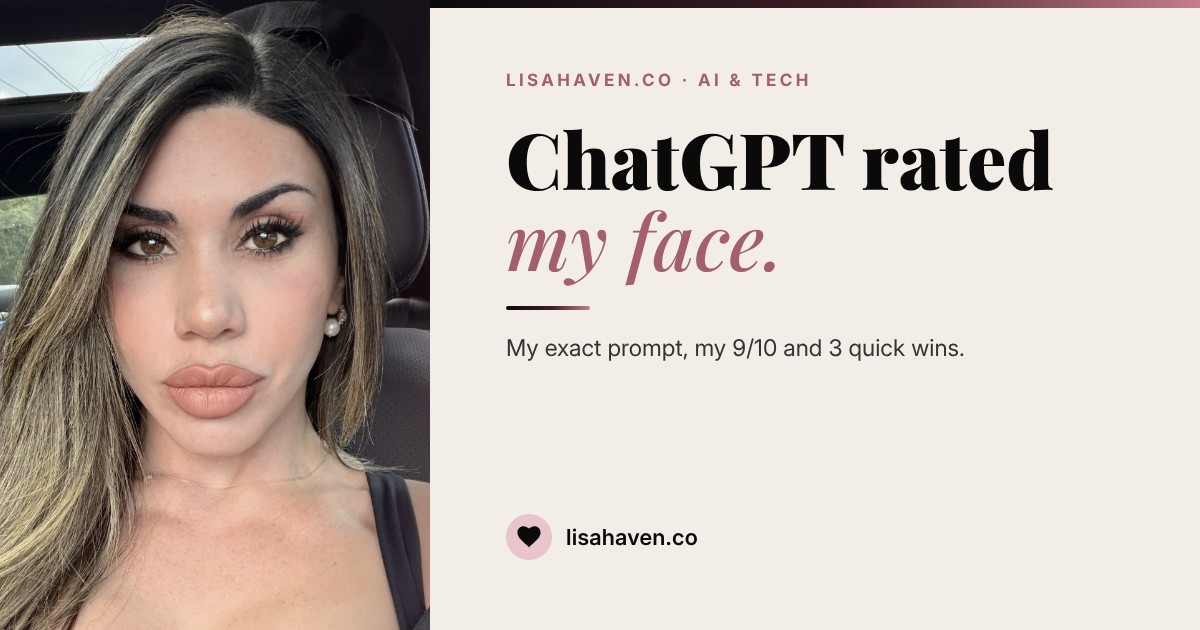 LISAHAVEN.CO · AI & TECH
ChatGPT rated
my face.
My exact prompt, my 9/10 and 3 quick wins.
lisahaven.co